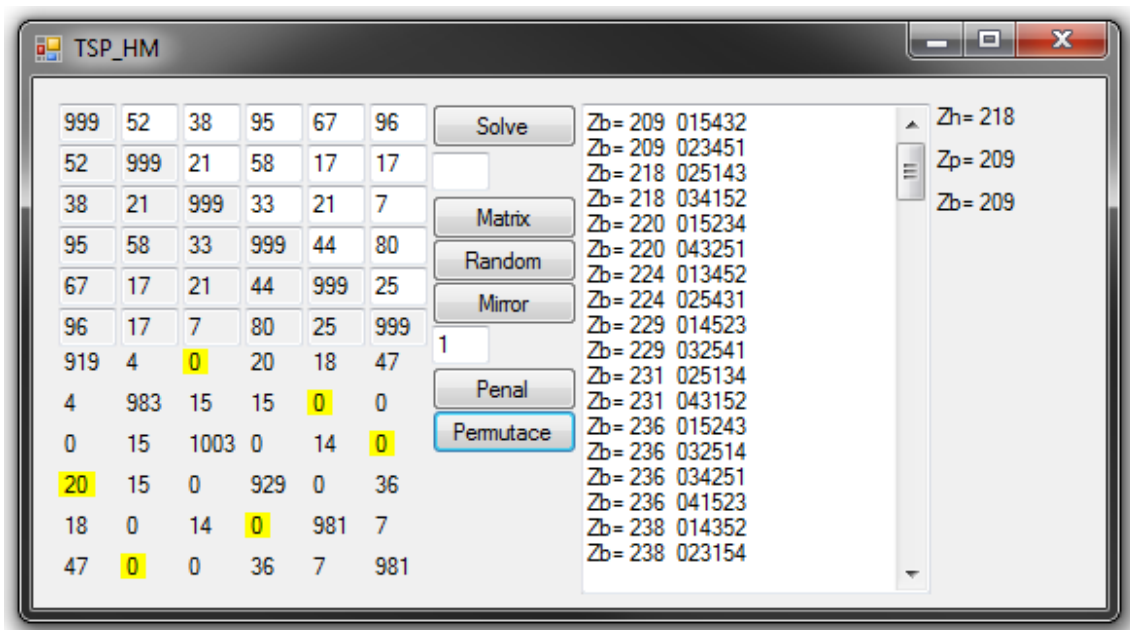 TSP_HM
999 52 38 95 67 96
52 999 21 58 17 17
38 21 999 33 21 7
95 58 33 999 44 80
67 17 21 44 999 25
96 17 7 80 25 999
919 4 0 20 18 47
4 983 15 15 0 0
0 15 1003 0 14 0
20 15 0 929 0 36
18 0 14 0 981 7
47 0 0 36 7 981
Solve
Matrix
Random
Mirror
1
Penal
Permutace
Zb= 209 015432
Zb= 209 023451
Zb= 218 025143
Zb= 218 034152
Zb= 220 015234
Zb= 220 043251
Zb= 224 013452
Zb= 224 025431
Zb= 229 014523
Zb= 229 032541
Zb= 231 025134
Zb= 231 043152
Zb= 236 015243
Zb= 236 032514
Zb= 236 034251
Zb= 236 041523
Zb= 238 014352
Zb= 238 023154
Zh= 218
Zp= 209
Zb= 209